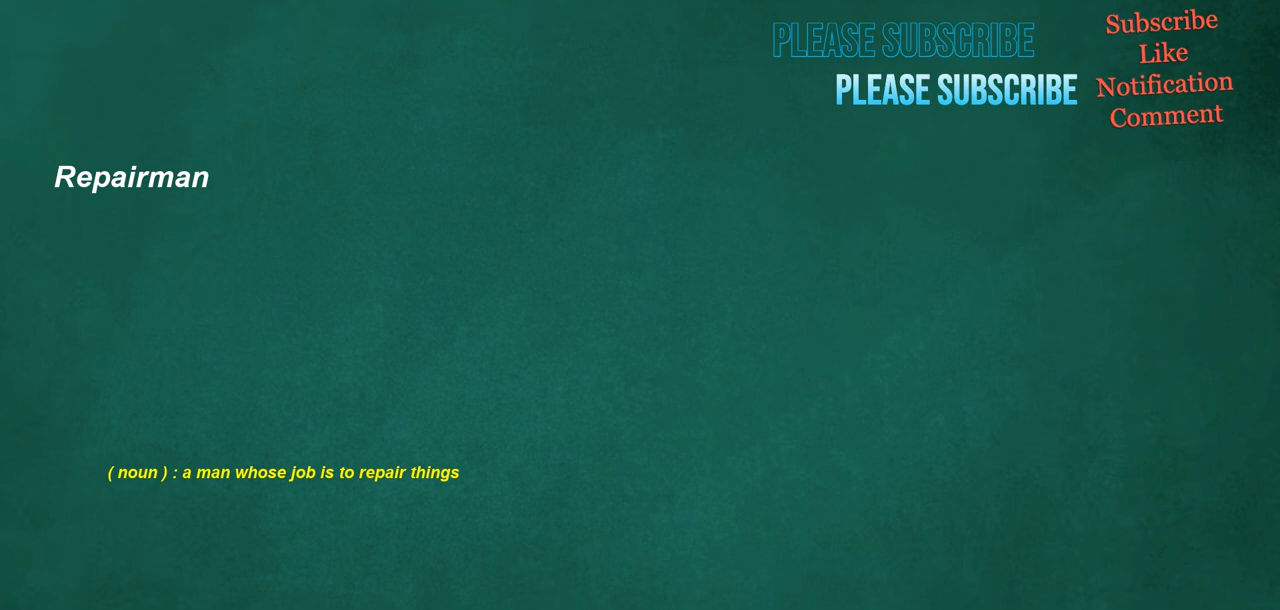 PLEASE SUBSCRIBE
PLEASE SUBSCRIBE
Subscribe
Like
Notification
Comment
Repairman
( noun ) : a man whose job is to repair things